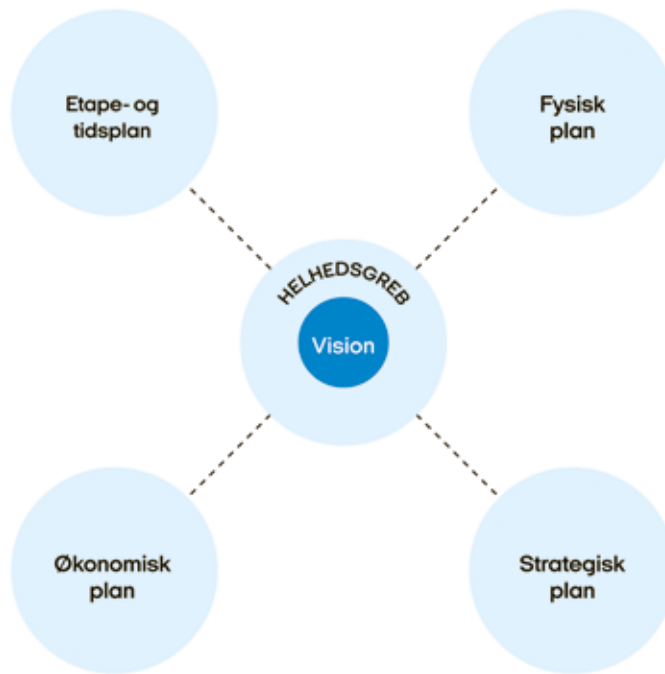 Etape- og
tidsplan
Fysisk
plan
HELHEDSGREB
Vision
Økonomisk
plan
Strategisk
plan